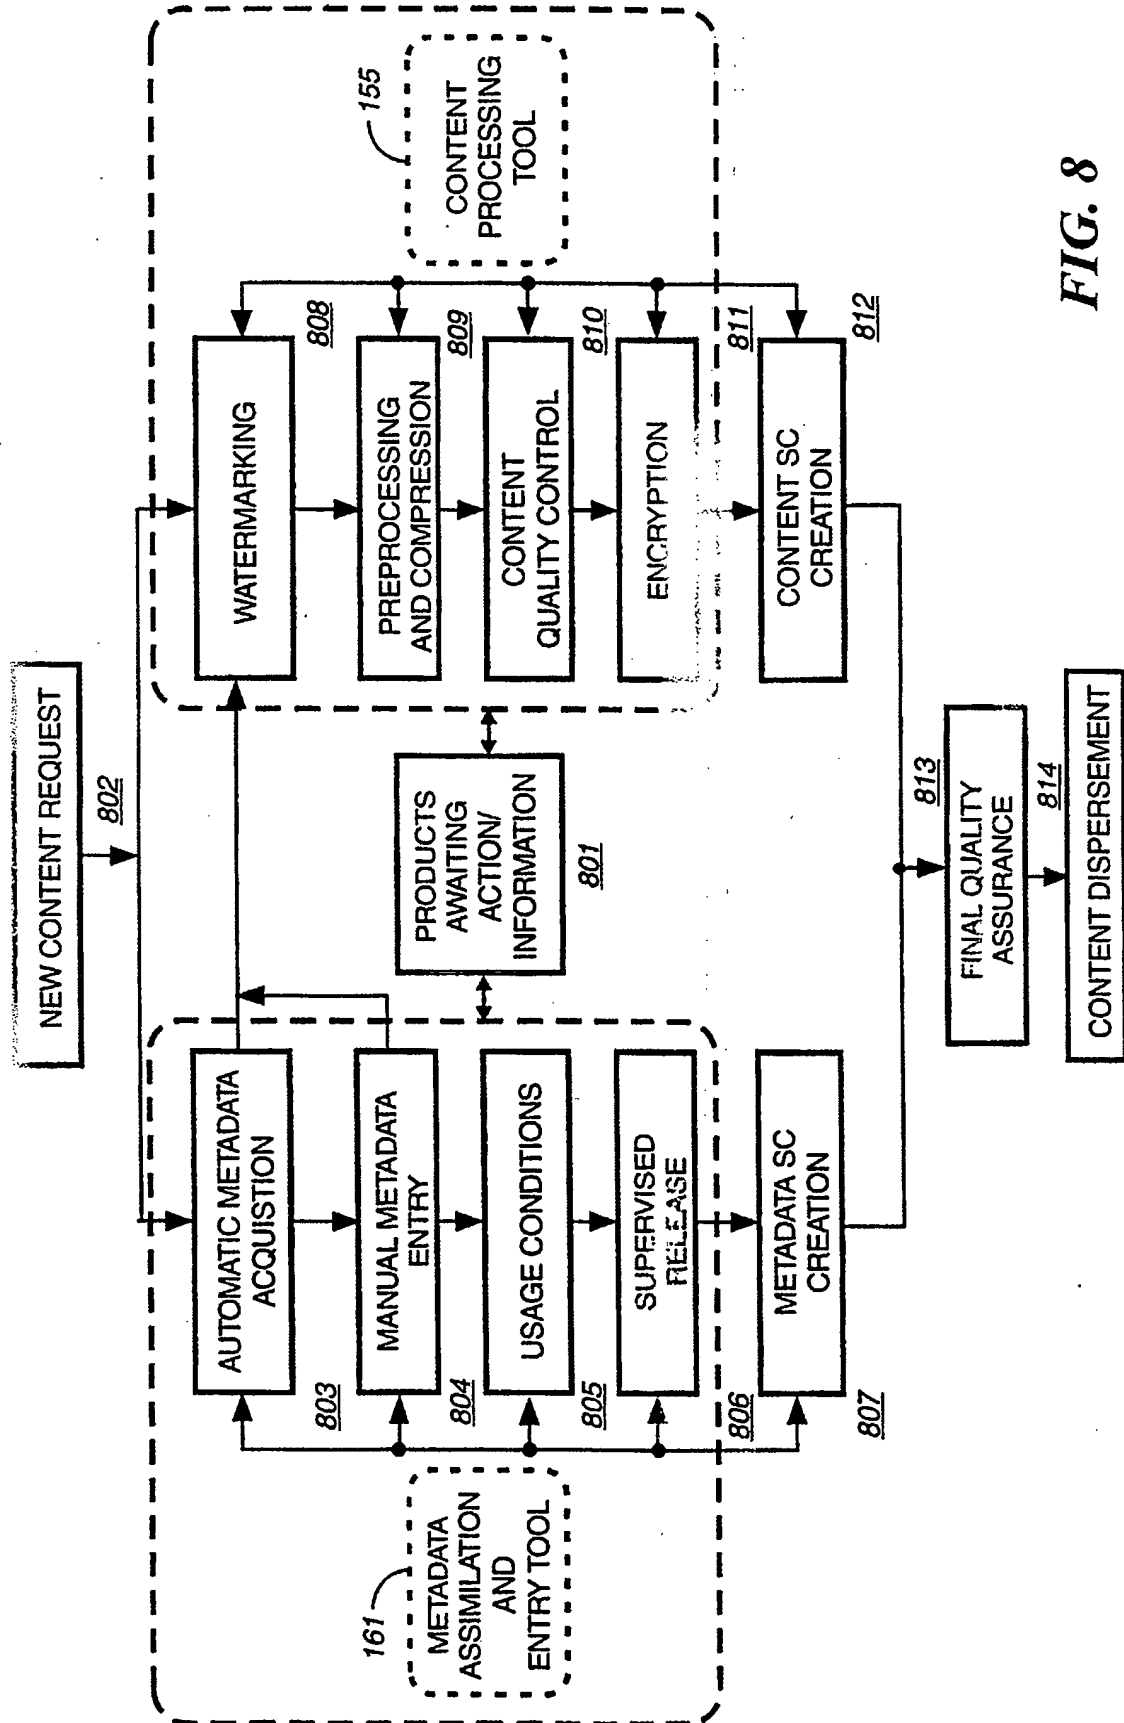 NEW CONTENT REQUEST
802
AUTOMATIC METADATA
ACQUISTION
803
MANUAL METADATA
ENTRY
804
USAGE CONDITIONS
805
SUPERVISED
RELEASE
806
METADATA SC
CREATION
807
161
METADATA
ASSIMILATION
AND
ENTRY TOOL
PRODUCTS
AWAITING
ACTION/
INFORMATION
801
WATERMARKING
808
PREPROCESSING
AND COMPRESSION
809
CONTENT
QUALITY CONTROL
810
ENCRYPTION
811
CONTENT SC
CREATION
812
155
CONTENT
PROCESSING
TOOL
813
FINAL QUALITY
ASSURANCE
814
CONTENT DISPERSEMENT
FIG. 8